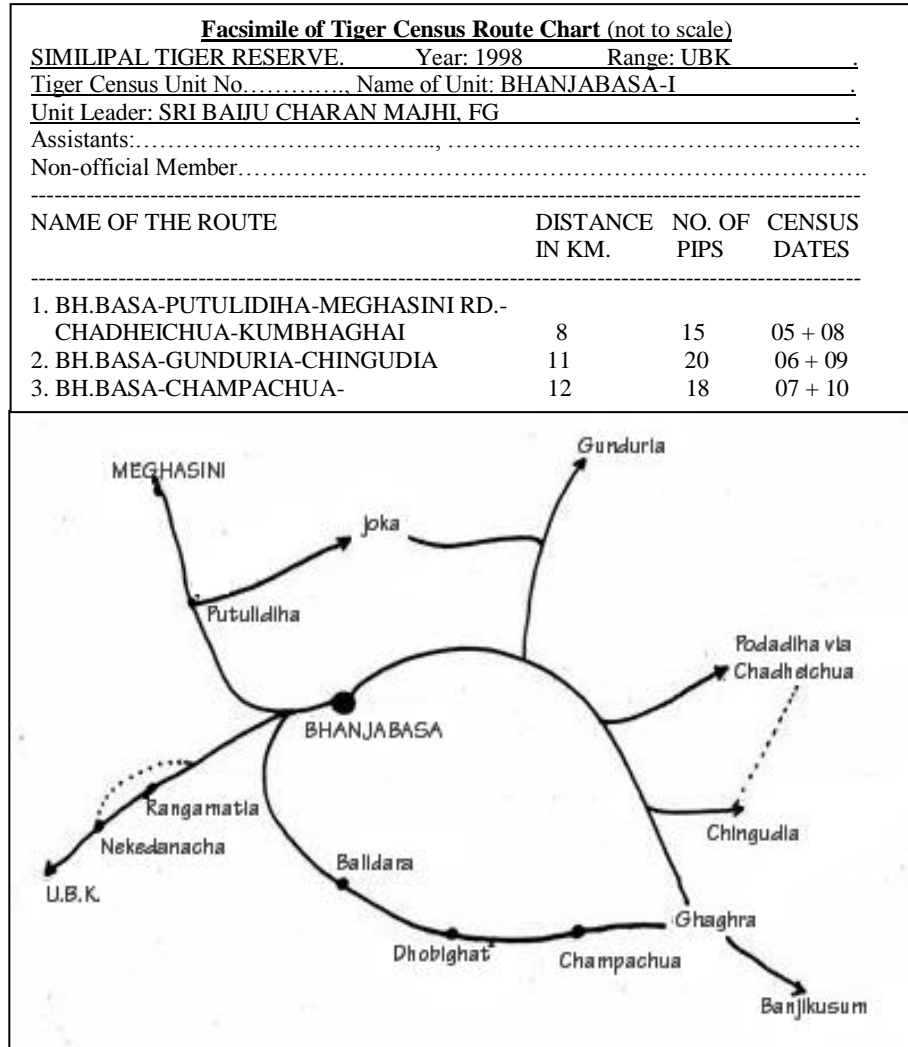 Facsimile of Tiger Census Route Chart (not to scale)
SIMILIPAL TIGER RESERVE. Year: 1998 Range: UBK .
Tiger Census Unit No…………., Name of Unit: BHANJABASA-I .
Unit Leader: SRI BAIJU CHARAN MAJHI, FG .
Assistants:……………………………….., …………………………………………………..
Non-official Member……………………………………………………………………….
NAME OF THE ROUTE DISTANCE NO. OF CENSUS
IN KM. PIPS DATES
1. BH.BASA-PUTULIDIHA-MEGHASINI RD.-
CHADHEICHUA-KUMBHAGHAI 8 15 05 + 08
2. BH.BASA-GUNDURIA-CHINGUDIA 11 20 06 + 09
3. BH.BASA-CHAMPACHUA- 12 18 07 + 10
Gunduria
MEGHASINI
Joka
Putulidiha
Podadiha via
Chadheichua
BHANJABASA
Rangamatia
Chingudia
Nekedanacha
Balidara
U.B.K.
Ghaghra
Dhobighat
Champachua
Banjikusum